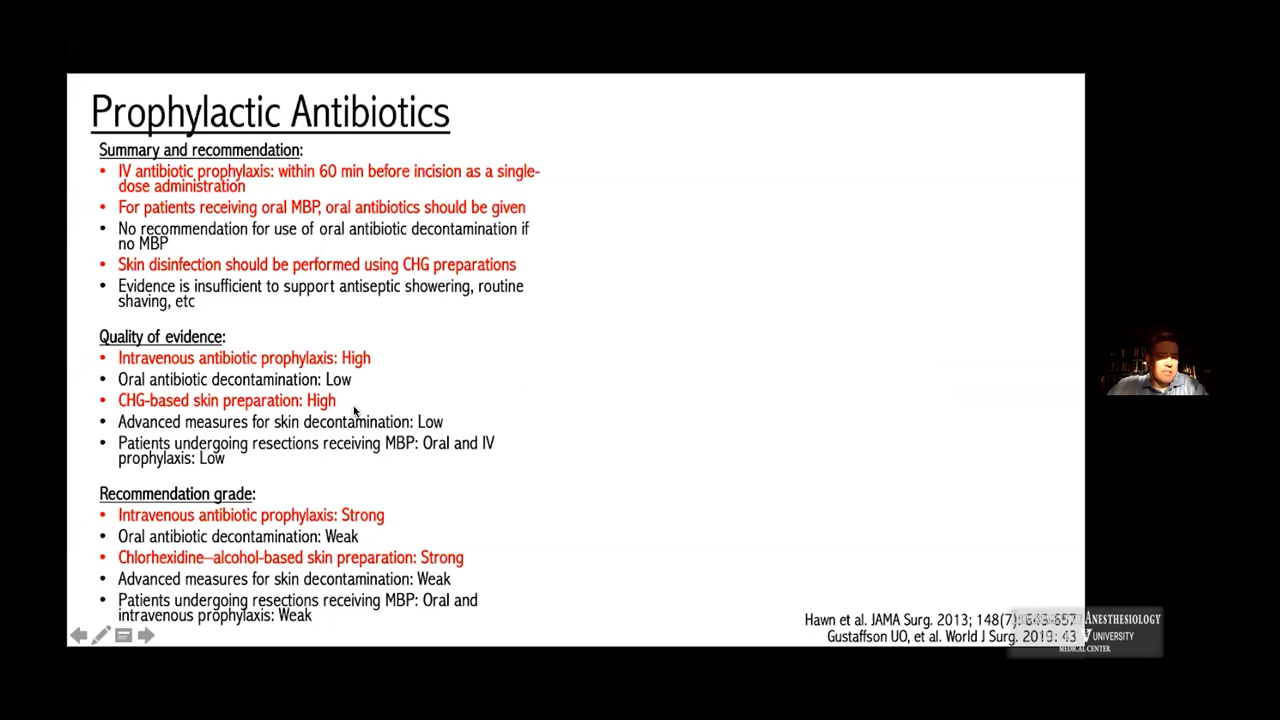 Prophylactic Antibiotics
Summary and recommendation:
• IV antibiotic prophylaxis: within 60 min before incision as a single-
dose administration
• For patients receiving oral MBP, oral antibiotics should be given
• No recommendation for use of oral antibiotic decontamination if
no MBP
• Skin disinfection should be performed using CHG preparations
• Evidence is insufficient to support antiseptic showering, routine
shaving, etc
Quality of evidence:
• Intravenous antibiotic prophylaxis: High
• Oral antibiotic decontamination: Low
• CHG-based skin preparation: High
• Advanced measures for skin decontamination: Low
• Patients undergoing resections receiving MBP: Oral and IV
prophylaxis: Low
Recommendation grade:
• Intravenous antibiotic prophylaxis: Strong
• Oral antibiotic decontamination: Weak
• Chlorhexidine–alcohol-based skin preparation: Strong
• Advanced measures for skin decontamination: Weak
• Patients undergoing resections receiving MBP: Oral and
intravenous prophylaxis: Weak
Hawn et al. JAMA Surg. 2013; 148(7): 649-657
Gustaffson UO, et al. World J Surg. 2019: 43
Anesthesiology
University
Medical Center